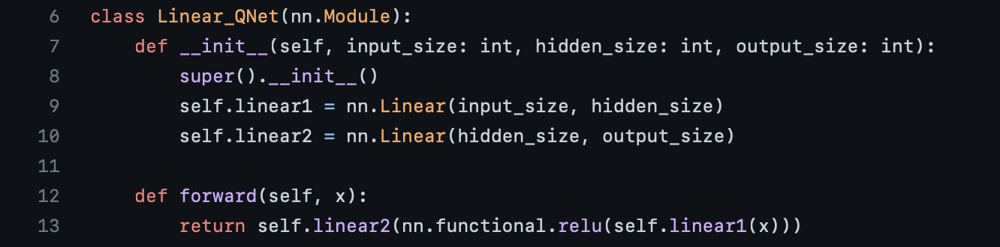 6 class Linear_QNet(nn.Module):
7     def __init__(self, input_size: int, hidden_size: int, output_size: int):
8         super().__init__()
9         self.linear1 = nn.Linear(input_size, hidden_size)
10         self.linear2 = nn.Linear(hidden_size, output_size)
11
12     def forward(self, x):
13         return self.linear2(nn.functional.relu(self.linear1(x)))